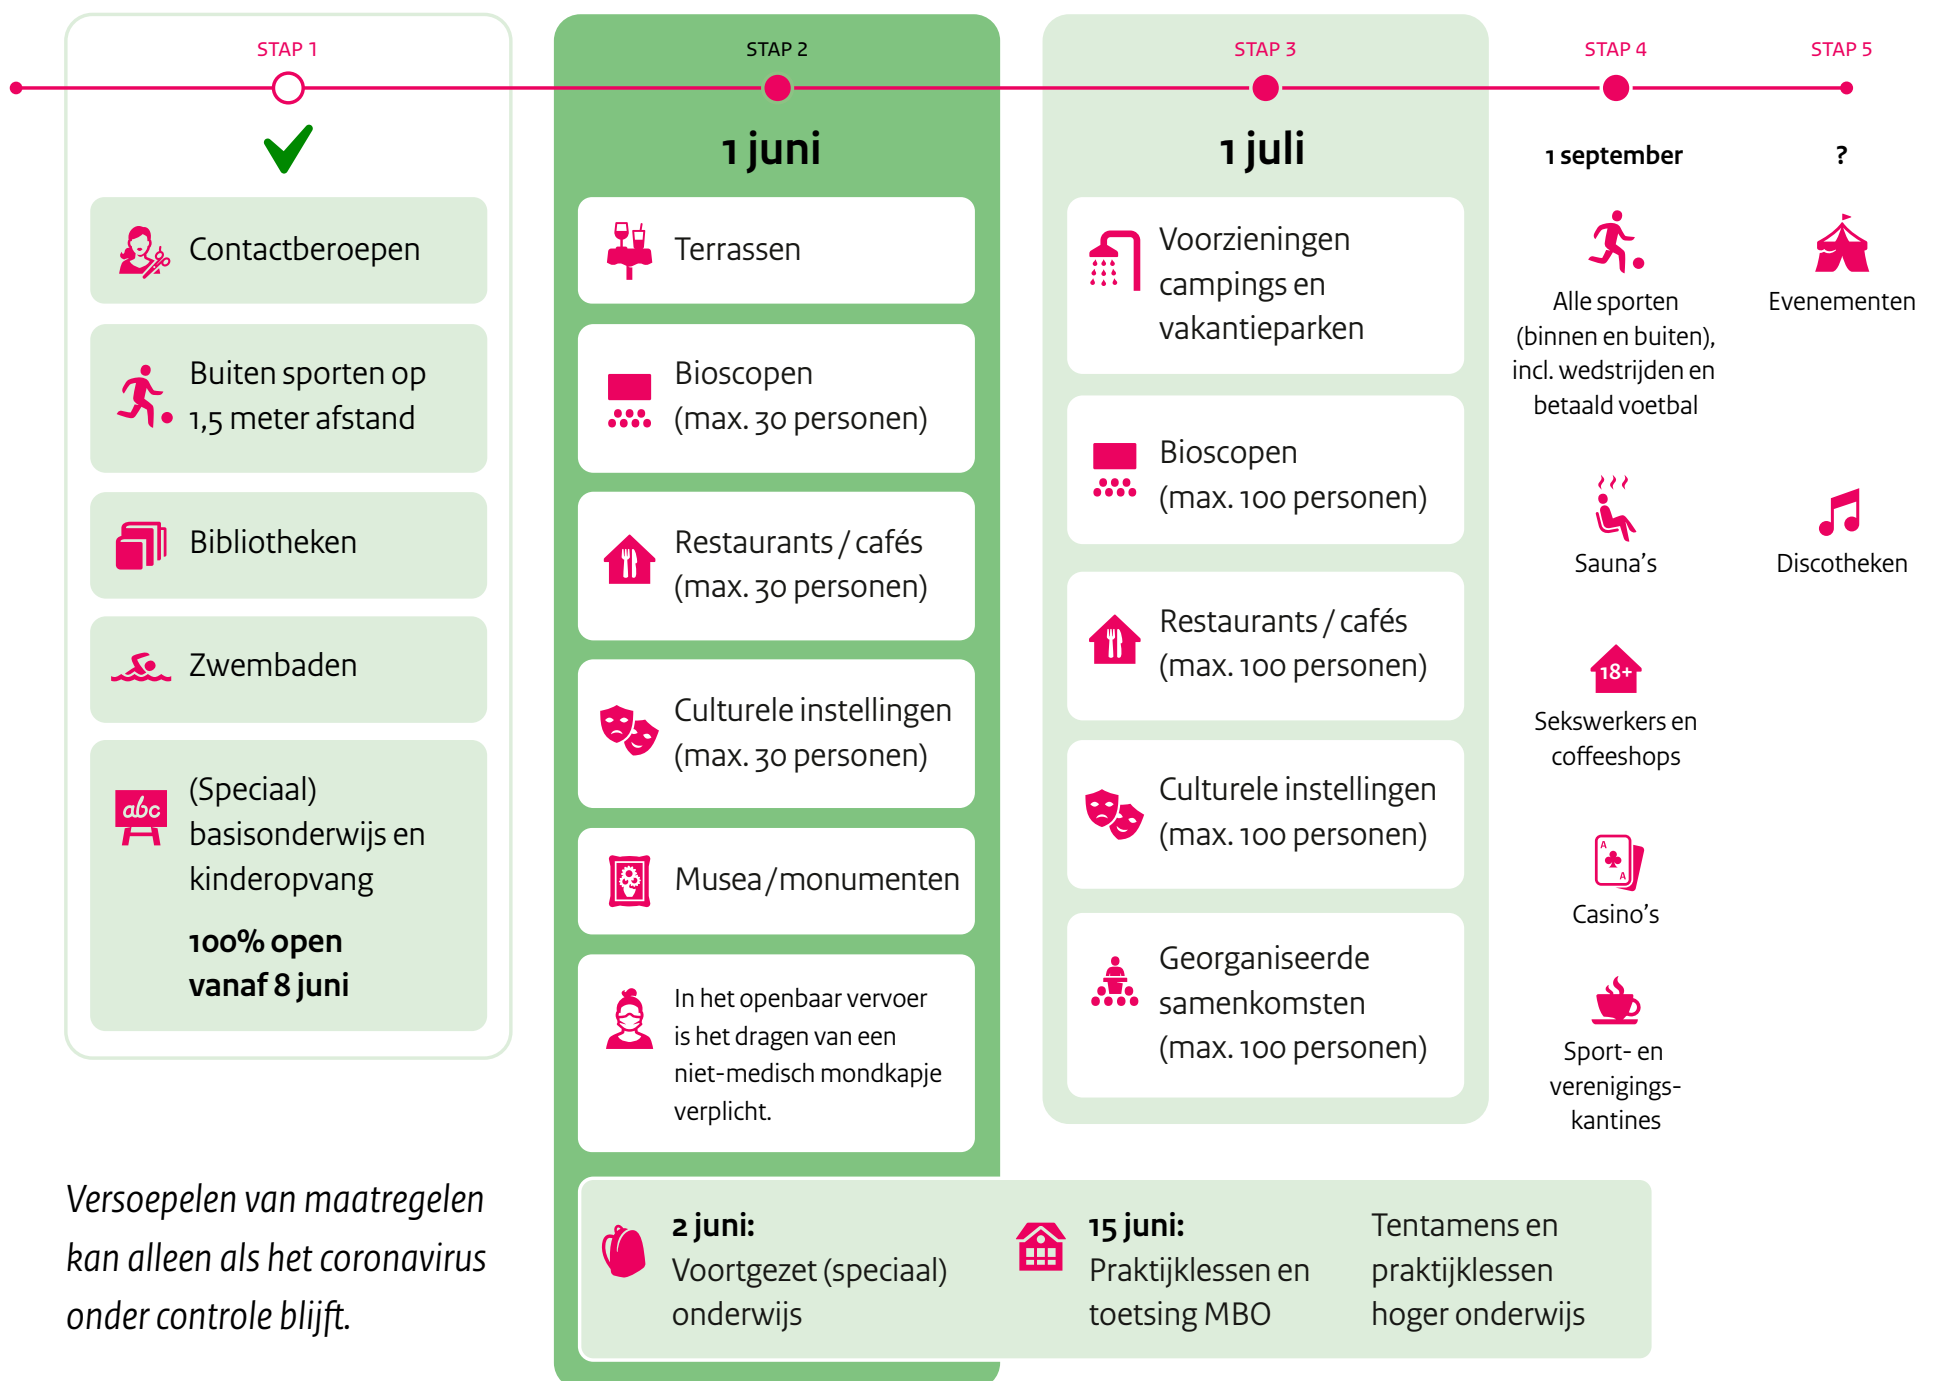 STAP 1
Contactberoepen
Buiten sporten op
1,5 meter afstand
Bibliotheken
Zwembaden
abc
(Speciaal)
basisonderwijs en
kinderopvang
100% open
vanaf 8 juni
STAP 2
1 juni
Terrassen
Bioscopen
(max. 30 personen)
Restaurants / cafés
(max. 30 personen)
Culturele instellingen
(max. 30 personen)
Musea/monumenten
In het openbaar vervoer
is het dragen van een
niet-medisch mondkapje
verplicht.
STAP 3
1 juli
Voorzieningen
campings en
vakantieparken
Bioscopen
(max. 100 personen)
Restaurants / cafés
(max. 100 personen)
Culturele instellingen
(max. 100 personen)
Georganiseerde
samenkomsten
(max. 100 personen)
STAP 4
1 september
Alle sporten
(binnen en buiten),
incl. wedstrijden en
betaald voetbal
Sauna's
18+
Sekswerkers en
coffeeshops
A
A
Casino's
Sport- en
verenigings-
kantines
STAP 5
?
Evenementen
Discotheken
2 juni:
Voortgezet (speciaal)
onderwijs
15 juni:
Praktijklessen en
toetsing MBO
Tentamens en
praktijklessen
hoger onderwijs
Versoepelen van maatregelen
kan alleen als het coronavirus
onder controle blijft.